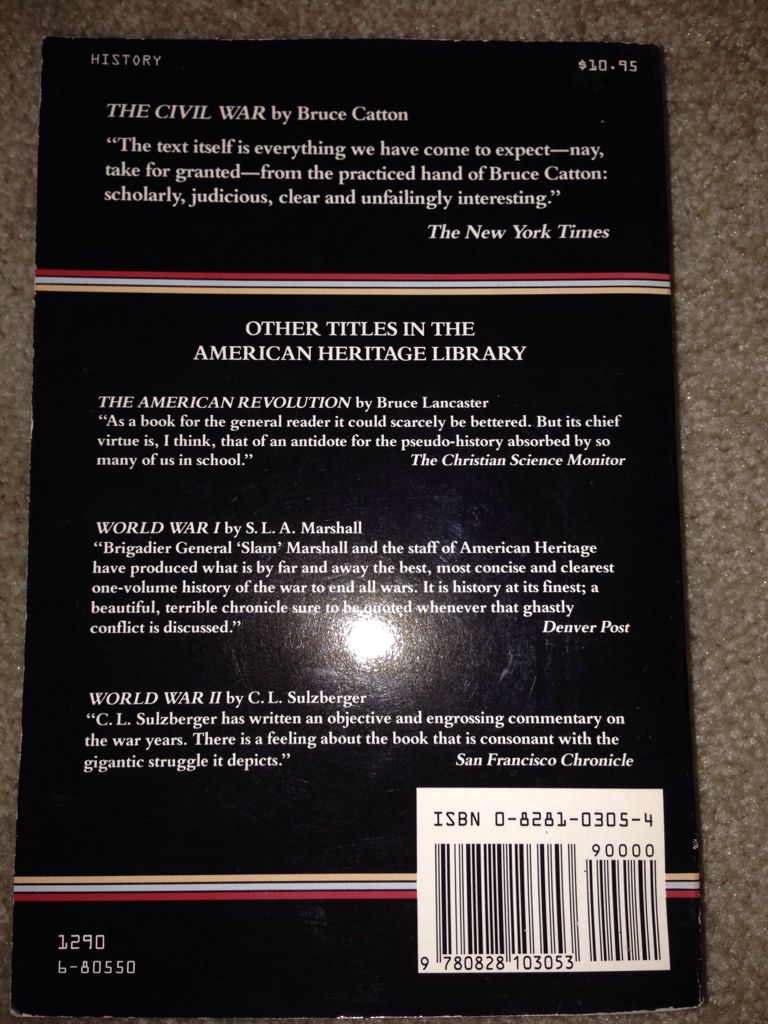 HISTORY
$10.95
THE CIVIL WAR by Bruce Catton
“The text itself is everything we have come to expect—nay,
take for granted—from the practiced hand of Bruce Catton:
scholarly, judicious, clear and unfailingly interesting.”
The New York Times
OTHER TITLES IN THE
AMERICAN HERITAGE LIBRARY
THE AMERICAN REVOLUTION by Bruce Lancaster
“As a book for the general reader it could scarcely be bettered. But its chief
virtue is, I think, that of an antidote for the pseudo-history absorbed by so
many of us in school.” The Christian Science Monitor
WORLD WAR I by S. L. A. Marshall
“Brigadier General ‘Slam’ Marshall and the staff of American Heritage
have produced what is by far and away the best, most concise and clearest
one-volume history of the war to end all wars. It is history at its finest; a
beautiful, terrible chronicle sure to be quoted whenever that ghastly
conflict is discussed.” Denver Post
WORLD WAR II by C. L. Sulzberger
“C. L. Sulzberger has written an objective and engrossing commentary on
the war years. There is a feeling about the book that is consonant with the
gigantic struggle it depicts.” San Francisco Chronicle
ISBN 0-8281-0305-4
90000
9 780828 103053
1290
6-80550